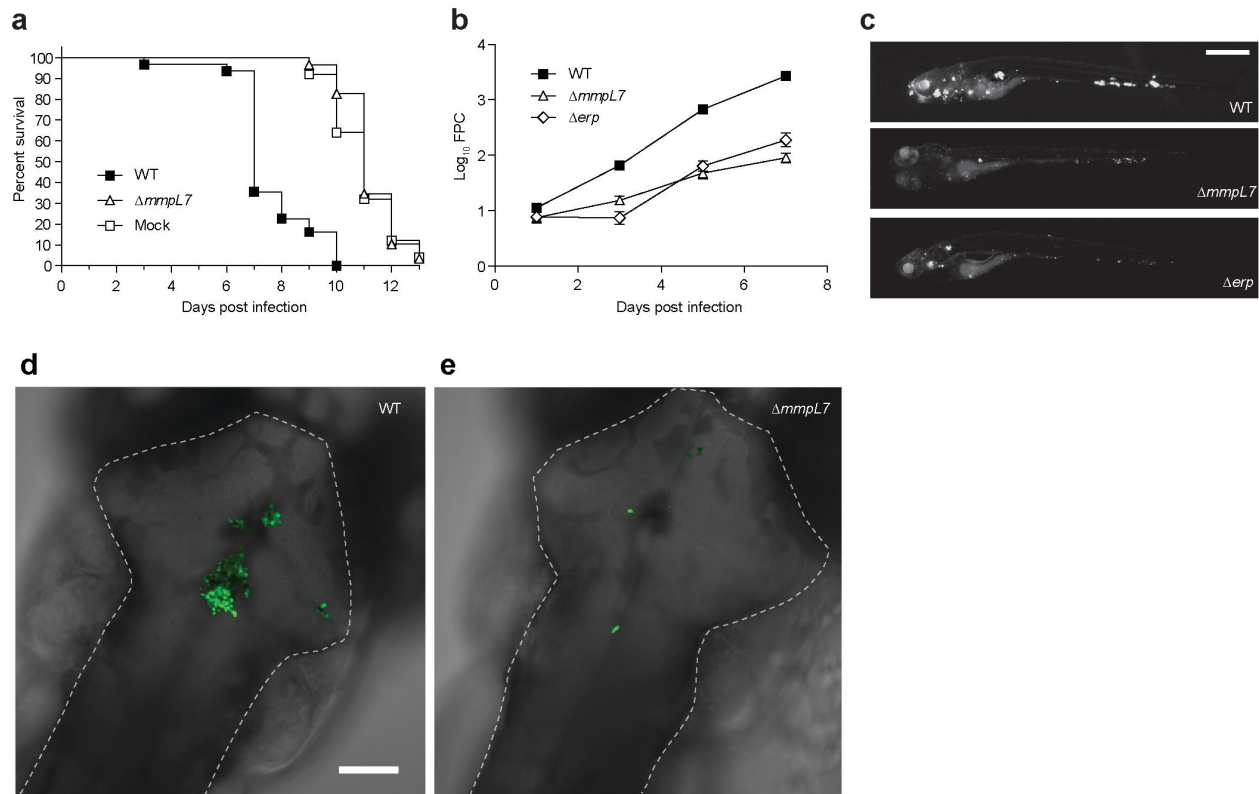 a
Percent survival
100
90
80
70
60
50
40
30
20
10
0
WT
ΔmmpL7
Mock
0 2 4 6 8 10 12
Days post infection
b
Log10 FPC
4
3
2
1
0
WT
ΔmmpL7
Δerp
0 2 4 6 8
Days post infection
c
WT
ΔmmpL7
Δerp
d
WT
e
ΔmmpL7